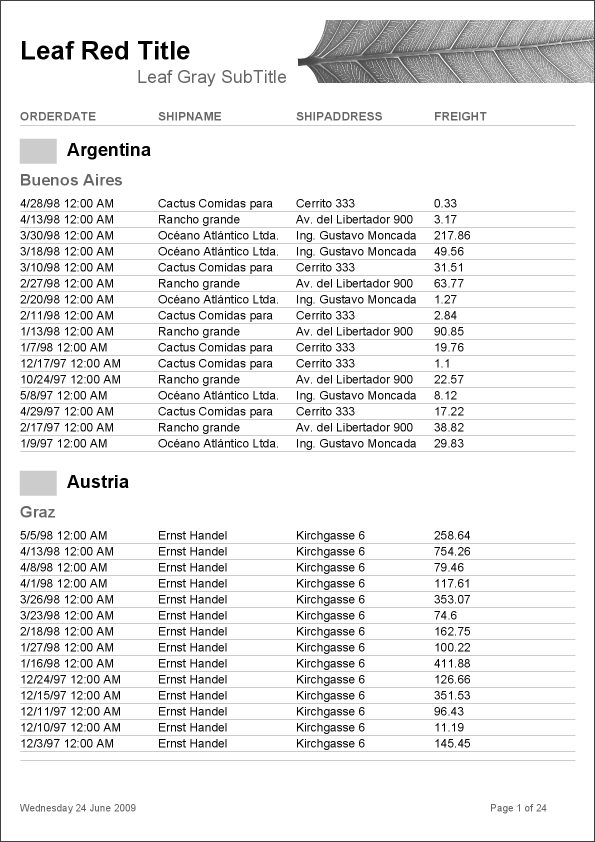 Leaf Red Title
Leaf Gray SubTitle
ORDERDATE SHIPNAME SHIPADDRESS FREIGHT
Argentina
Buenos Aires
4/28/98 12:00 AM Cactus Comidas para Cerrito 333 0.33
4/13/98 12:00 AM Rancho grande Av. del Libertador 900 3.17
3/30/98 12:00 AM Océano Atlántico Ltda. Ing. Gustavo Moncada 217.86
3/18/98 12:00 AM Océano Atlántico Ltda. Ing. Gustavo Moncada 49.56
3/10/98 12:00 AM Cactus Comidas para Cerrito 333 31.51
2/27/98 12:00 AM Rancho grande Av. del Libertador 900 63.77
2/20/98 12:00 AM Océano Atlántico Ltda. Ing. Gustavo Moncada 1.27
2/11/98 12:00 AM Cactus Comidas para Cerrito 333 2.84
1/13/98 12:00 AM Rancho grande Av. del Libertador 900 90.85
1/7/98 12:00 AM Cactus Comidas para Cerrito 333 19.76
12/17/97 12:00 AM Cactus Comidas para Cerrito 333 1.1
10/24/97 12:00 AM Rancho grande Av. del Libertador 900 22.57
5/8/97 12:00 AM Océano Atlántico Ltda. Ing. Gustavo Moncada 8.12
4/29/97 12:00 AM Cactus Comidas para Cerrito 333 17.22
2/17/97 12:00 AM Rancho grande Av. del Libertador 900 38.82
1/9/97 12:00 AM Océano Atlántico Ltda. Ing. Gustavo Moncada 29.83
Austria
Graz
5/5/98 12:00 AM Ernst Handel Kirchgasse 6 258.64
4/13/98 12:00 AM Ernst Handel Kirchgasse 6 754.26
4/8/98 12:00 AM Ernst Handel Kirchgasse 6 79.46
4/1/98 12:00 AM Ernst Handel Kirchgasse 6 117.61
3/26/98 12:00 AM Ernst Handel Kirchgasse 6 353.07
3/23/98 12:00 AM Ernst Handel Kirchgasse 6 74.6
2/18/98 12:00 AM Ernst Handel Kirchgasse 6 162.75
1/27/98 12:00 AM Ernst Handel Kirchgasse 6 100.22
1/16/98 12:00 AM Ernst Handel Kirchgasse 6 411.88
12/24/97 12:00 AM Ernst Handel Kirchgasse 6 126.66
12/15/97 12:00 AM Ernst Handel Kirchgasse 6 351.53
12/11/97 12:00 AM Ernst Handel Kirchgasse 6 96.43
12/10/97 12:00 AM Ernst Handel Kirchgasse 6 11.19
12/3/97 12:00 AM Ernst Handel Kirchgasse 6 145.45
Wednesday 24 June 2009 Page 1 of 24